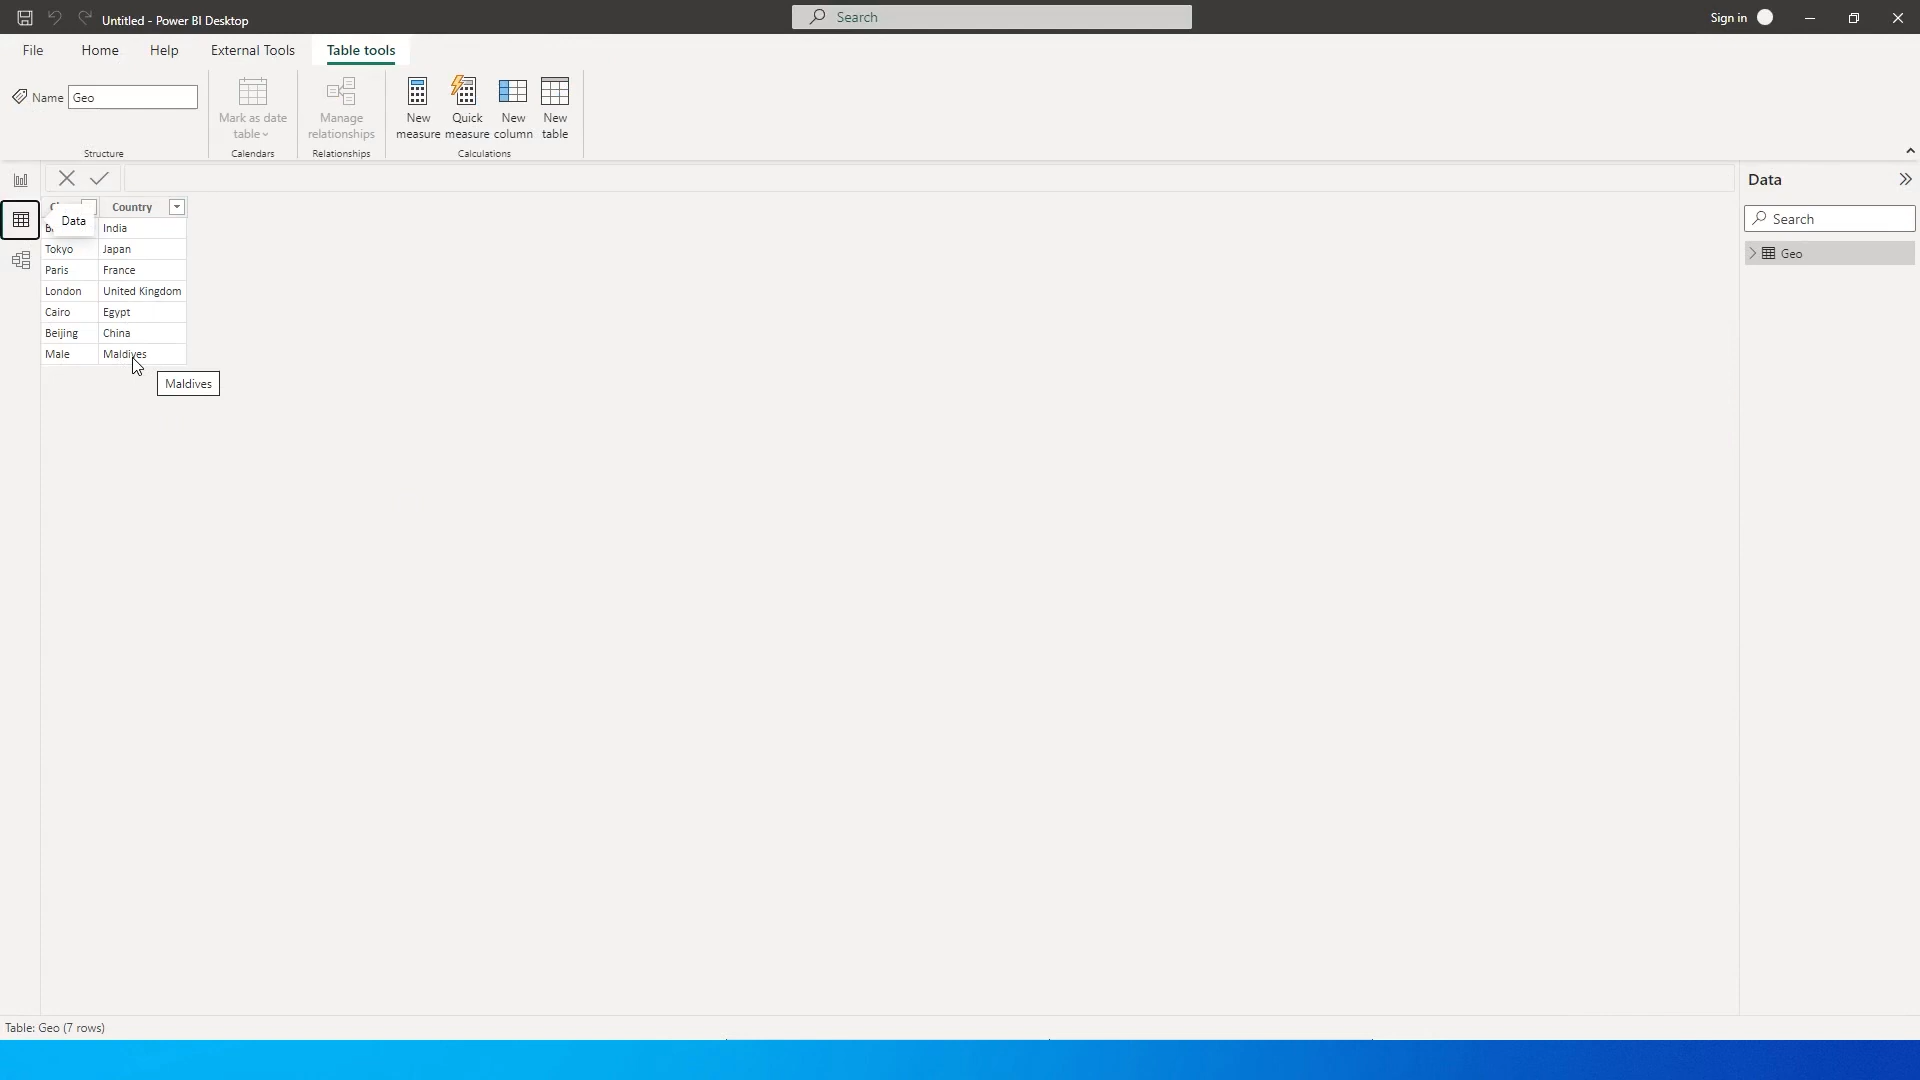 Untitled - Power BI Desktop
Search
Sign in
File Home Help External Tools Table tools
Name Geo
Mark as date table
Manage relationships
New measure
Quick measure
New column
New table
Structure Calendars Relationships Calculations
Data
Search
Geo
Country
Data
India
Tokyo Japan
Paris France
London United Kingdom
Cairo Egypt
Beijing China
Male Maldives
Maldives
Table: Geo (7 rows)